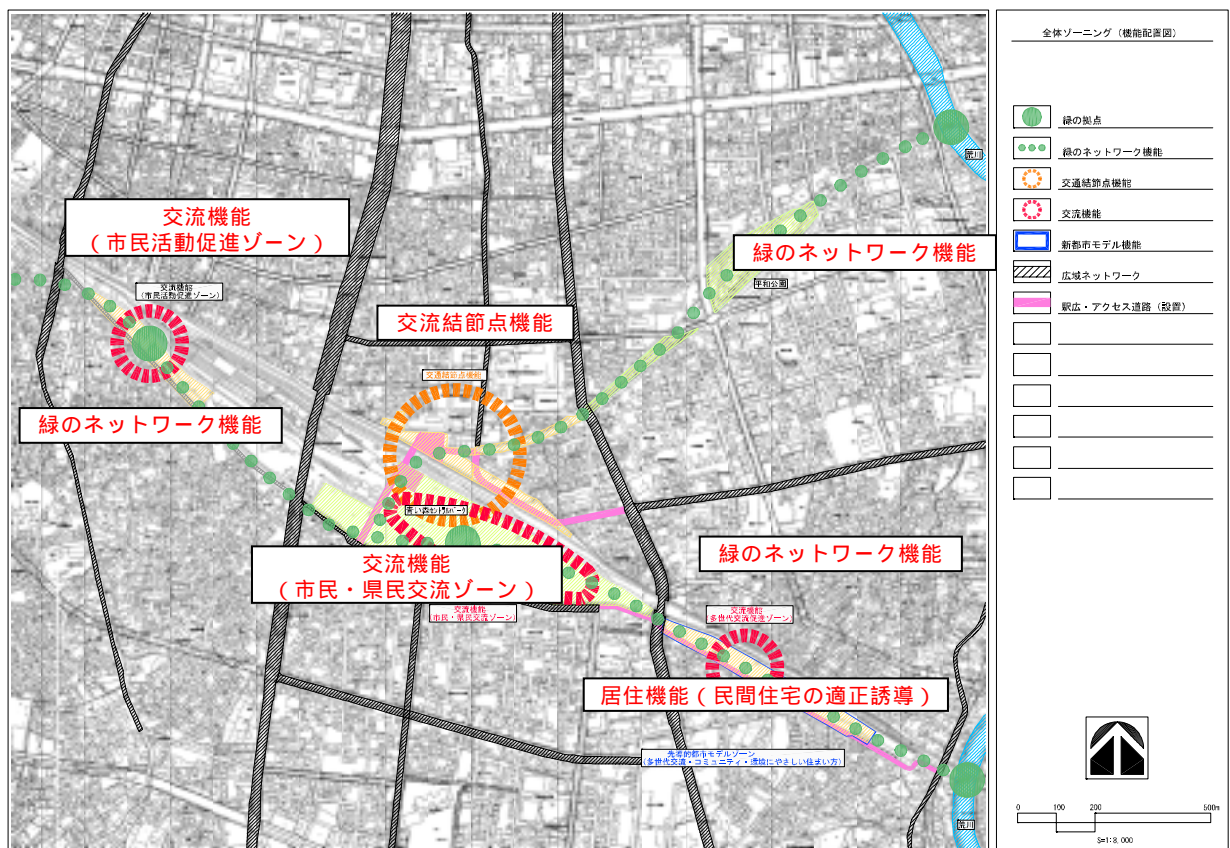 全体ゾーニング（機能配置図）
緑の拠点
緑のネットワーク機能
交通結節点機能
交流機能
新都市モデル機能
広域ネットワーク
駅広・アクセス道路（設置）
0 100 200 500m
S=1:8,000
荒川
交流機能
（市民活動促進ゾーン）
緑のネットワーク機能
平和公園
交流機能
（市民活動促進ゾーン）
交流結節点機能
交通結節点機能
緑のネットワーク機能
青い森セントラルパーク
交流機能
（市民・県民交流ゾーン）
緑のネットワーク機能
交流機能
（市民・県民交流ゾーン）
交流機能
多世代交流促進ゾーン）
居住機能（民間住宅の適正誘導）
先導的都市モデルゾーン
（多世代交流・コミュニティ・環境にやさしい住まい方）
荒川